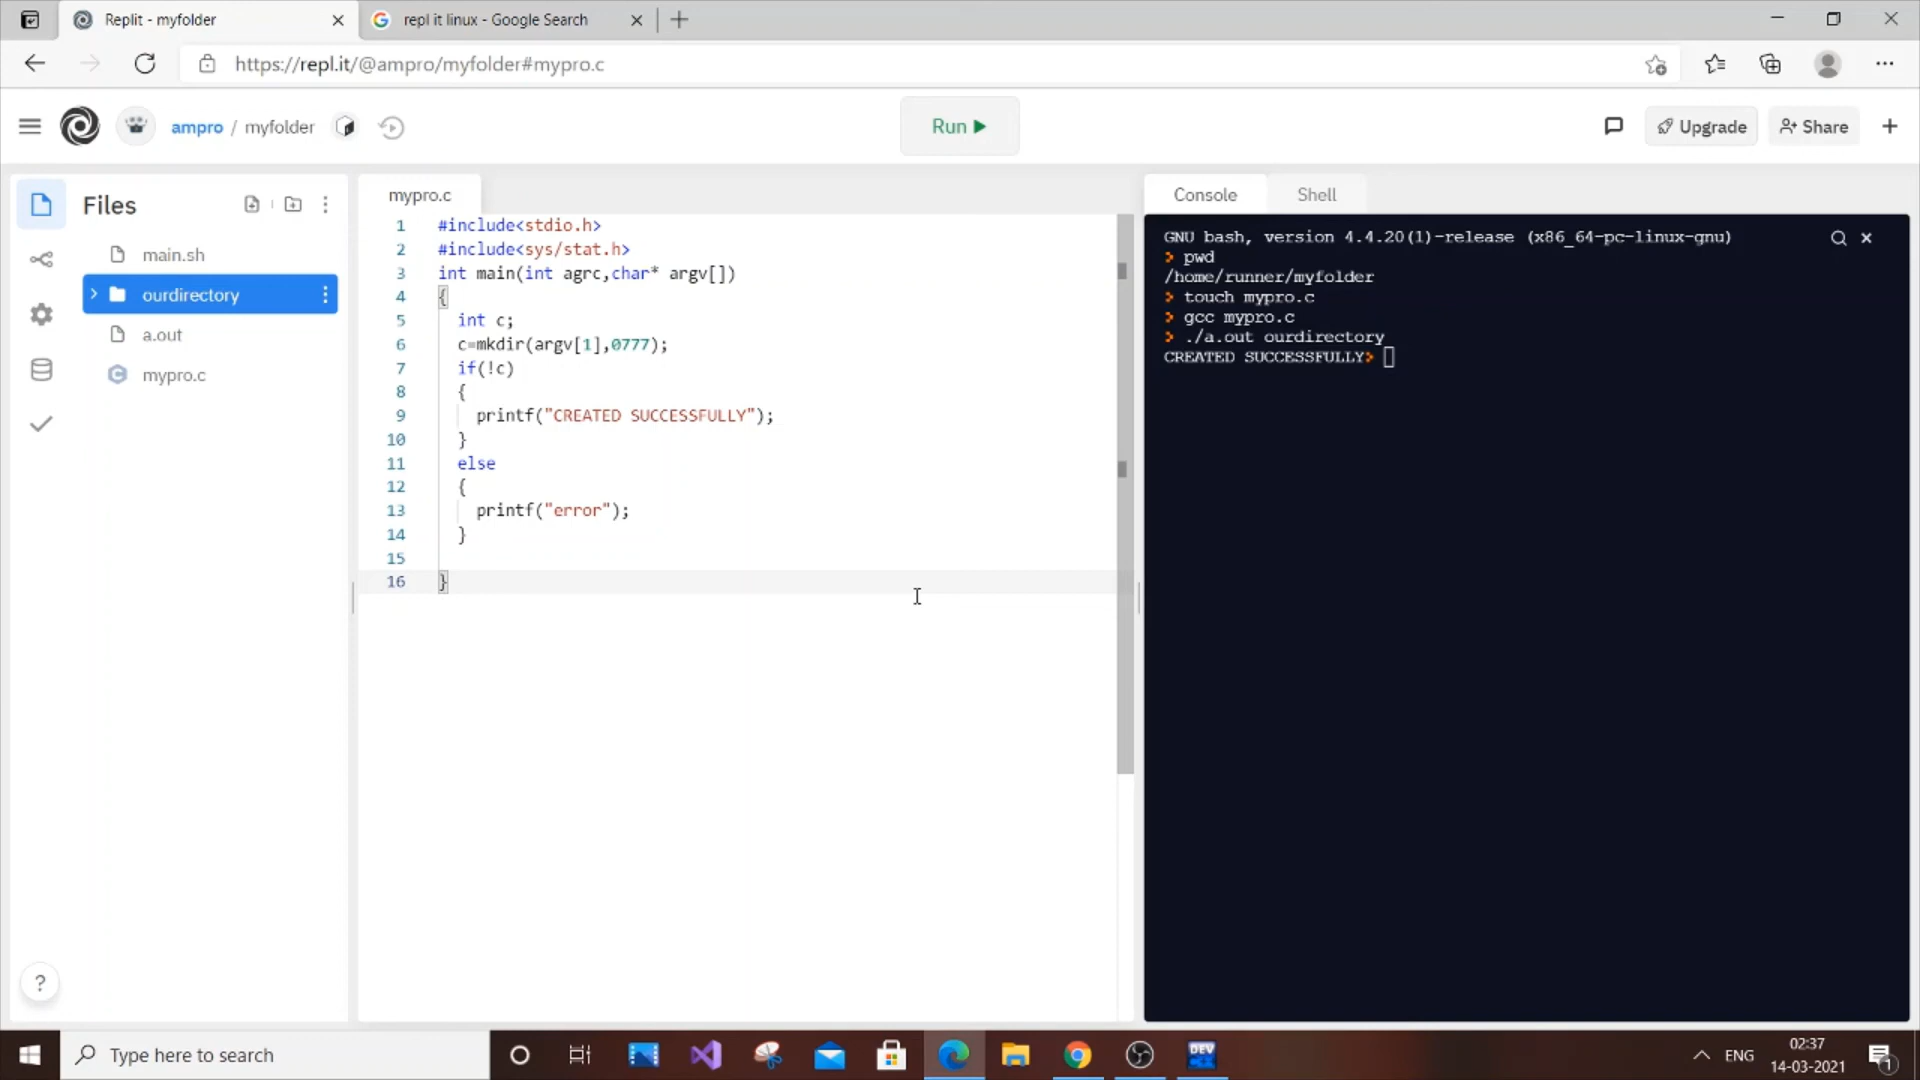 Replit - myfolder
repl it linux - Google Search
https://repl.it/@ampro/myfolder#mypro.c
ampro / myfolder
Run
Upgrade
Share
Files
main.sh
ourdirectory
a.out
mypro.c
mypro.c
1 #include<stdio.h>
2 #include<sys/stat.h>
3 int main(int agrc,char* argv[])
4 {
5 int c;
6 c=mkdir(argv[1],0777);
7 if(!c)
8 {
9 printf("CREATED SUCCESSFULLY");
10 }
11 else
12 {
13 printf("error");
14 }
15
16 }
Console
Shell
GNU bash, version 4.4.20(1)-release (x86_64-pc-linux-gnu)
> pwd
/home/runner/myfolder
> touch mypro.c
> gcc mypro.c
> ./a.out ourdirectory
CREATED SUCCESSFULLY>
?
Type here to search
DEV
ENG
02:37
14-03-2021
1